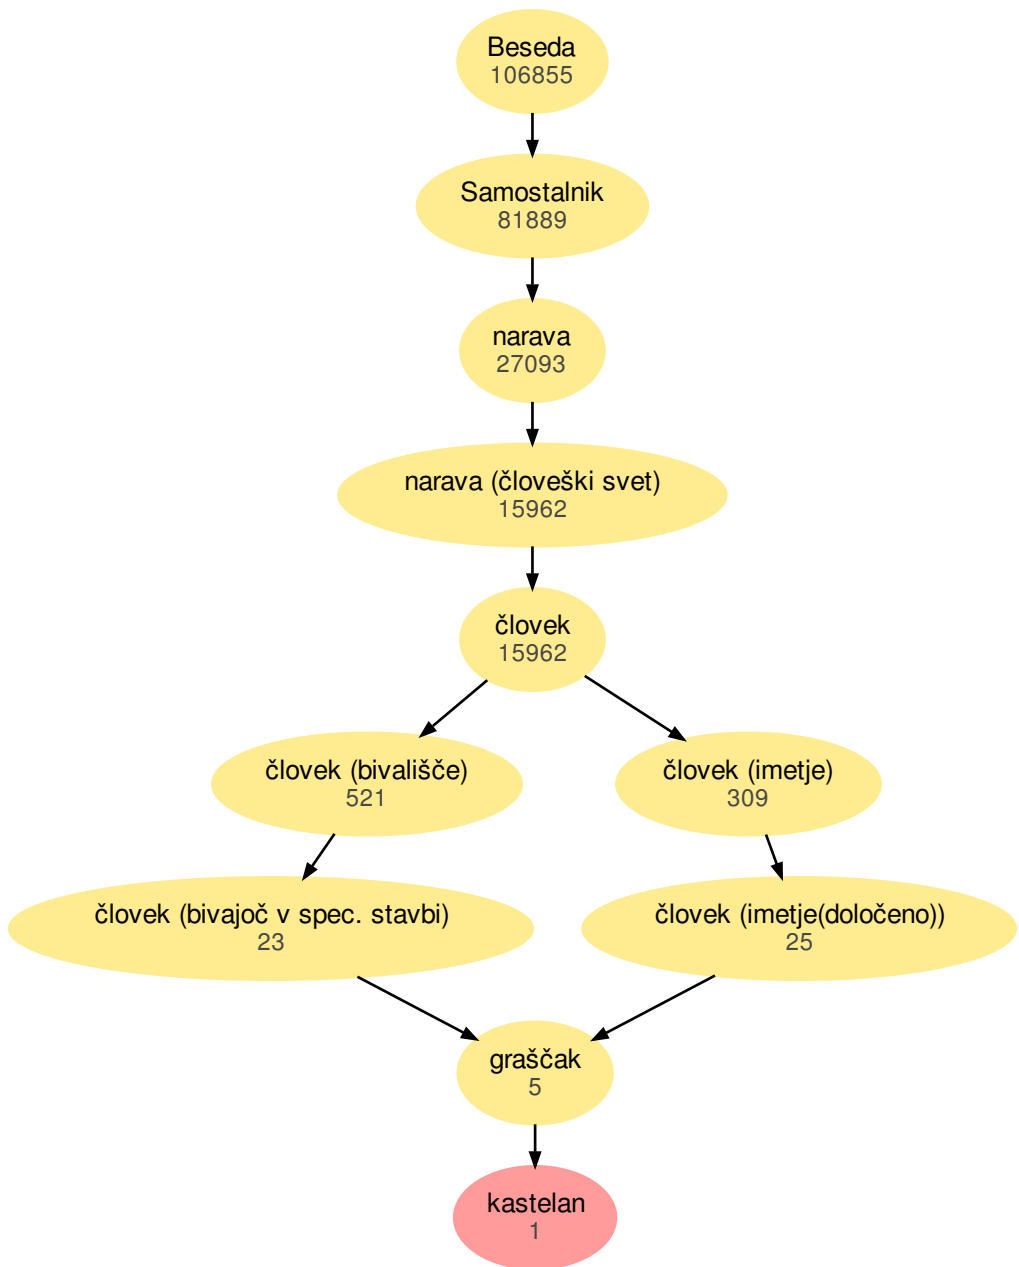 Beseda
106855
Samostalnik
81889
narava
27093
narava (človeški svet)
15962
človek
15962
človek (bivališče)
521
človek (imetje)
309
človek (bivajoč v spec. stavbi)
23
človek (imetje(določeno))
25
graščak
5
kastelan
1